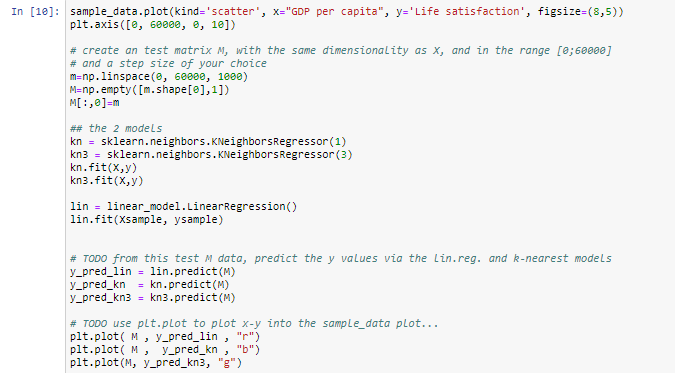 In [10]: sample_data.plot(kind='scatter', x="GDP per capita", y='Life satisfaction', figsize=(8,5))
plt.axis([0, 60000, 0, 10])

# create an test matrix M, with the same dimensionality as X, and in the range [0;60000]
# and a step size of your choice
m=np.linspace(0, 60000, 1000)
M=np.empty([m.shape[0],1])
M[:,0]=m

## the 2 models
kn = sklearn.neighbors.KNeighborsRegressor(1)
kn3 = sklearn.neighbors.KNeighborsRegressor(3)
kn.fit(X,y)
kn3.fit(X,y)

lin = linear_model.LinearRegression()
lin.fit(Xsample, ysample)

# TODO from this test M data, predict the y values via the lin.reg. and k-nearest models
y_pred_lin = lin.predict(M)
y_pred_kn  = kn.predict(M)
y_pred_kn3 = kn3.predict(M)

# TODO use plt.plot to plot x-y into the sample_data plot...
plt.plot( M , y_pred_lin , "r")
plt.plot( M ,  y_pred_kn , "b")
plt.plot(M, y_pred_kn3, "g")